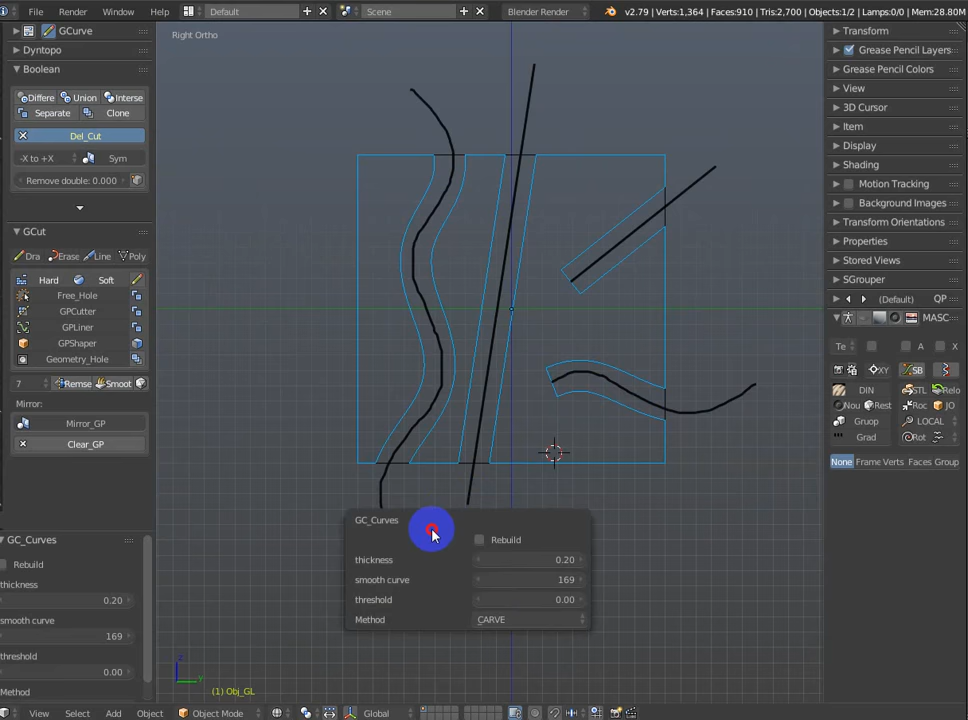 File Render Window Help Default Scene Blender Render v2.79 | Verts:1,364 | Faces:910 | Tris:2,700 | Objects:1/2 | Lamps:0/0 | Mem:28.80M
GCurve
Dyntopo
Boolean
Differe Union Interse
Separate Clone
Del_Cut
-X to +X Sym
Remove double: 0.000
GCut
Dra Erase Line Poly
Hard Soft
Free_Hole
GPCutter
GPLiner
GPShaper
Geometry_Hole
7 Remse Smoot
Mirror:
Mirror_GP
Clear_GP
GC_Curves
Rebuild
thickness
0.20
smooth curve
169
threshold
0.00
Method
Right Ortho
GC_Curves
Rebuild
thickness 0.20
smooth curve 169
threshold 0.00
Method CARVE
(1) Obj_GL
Transform
Grease Pencil Layers
Grease Pencil Colors
View
3D Cursor
Item
Display
Shading
Motion Tracking
Background Images
Transform Orientations
Properties
Stored Views
SGrouper
(Default) QP
MASC
Te A X
XY SB
DIN STL Relo
Nou Rest Roc JO
Gruop LOCAL
Grad Rot
None Frame Verts Faces Group
View Select Add Object Object Mode Global